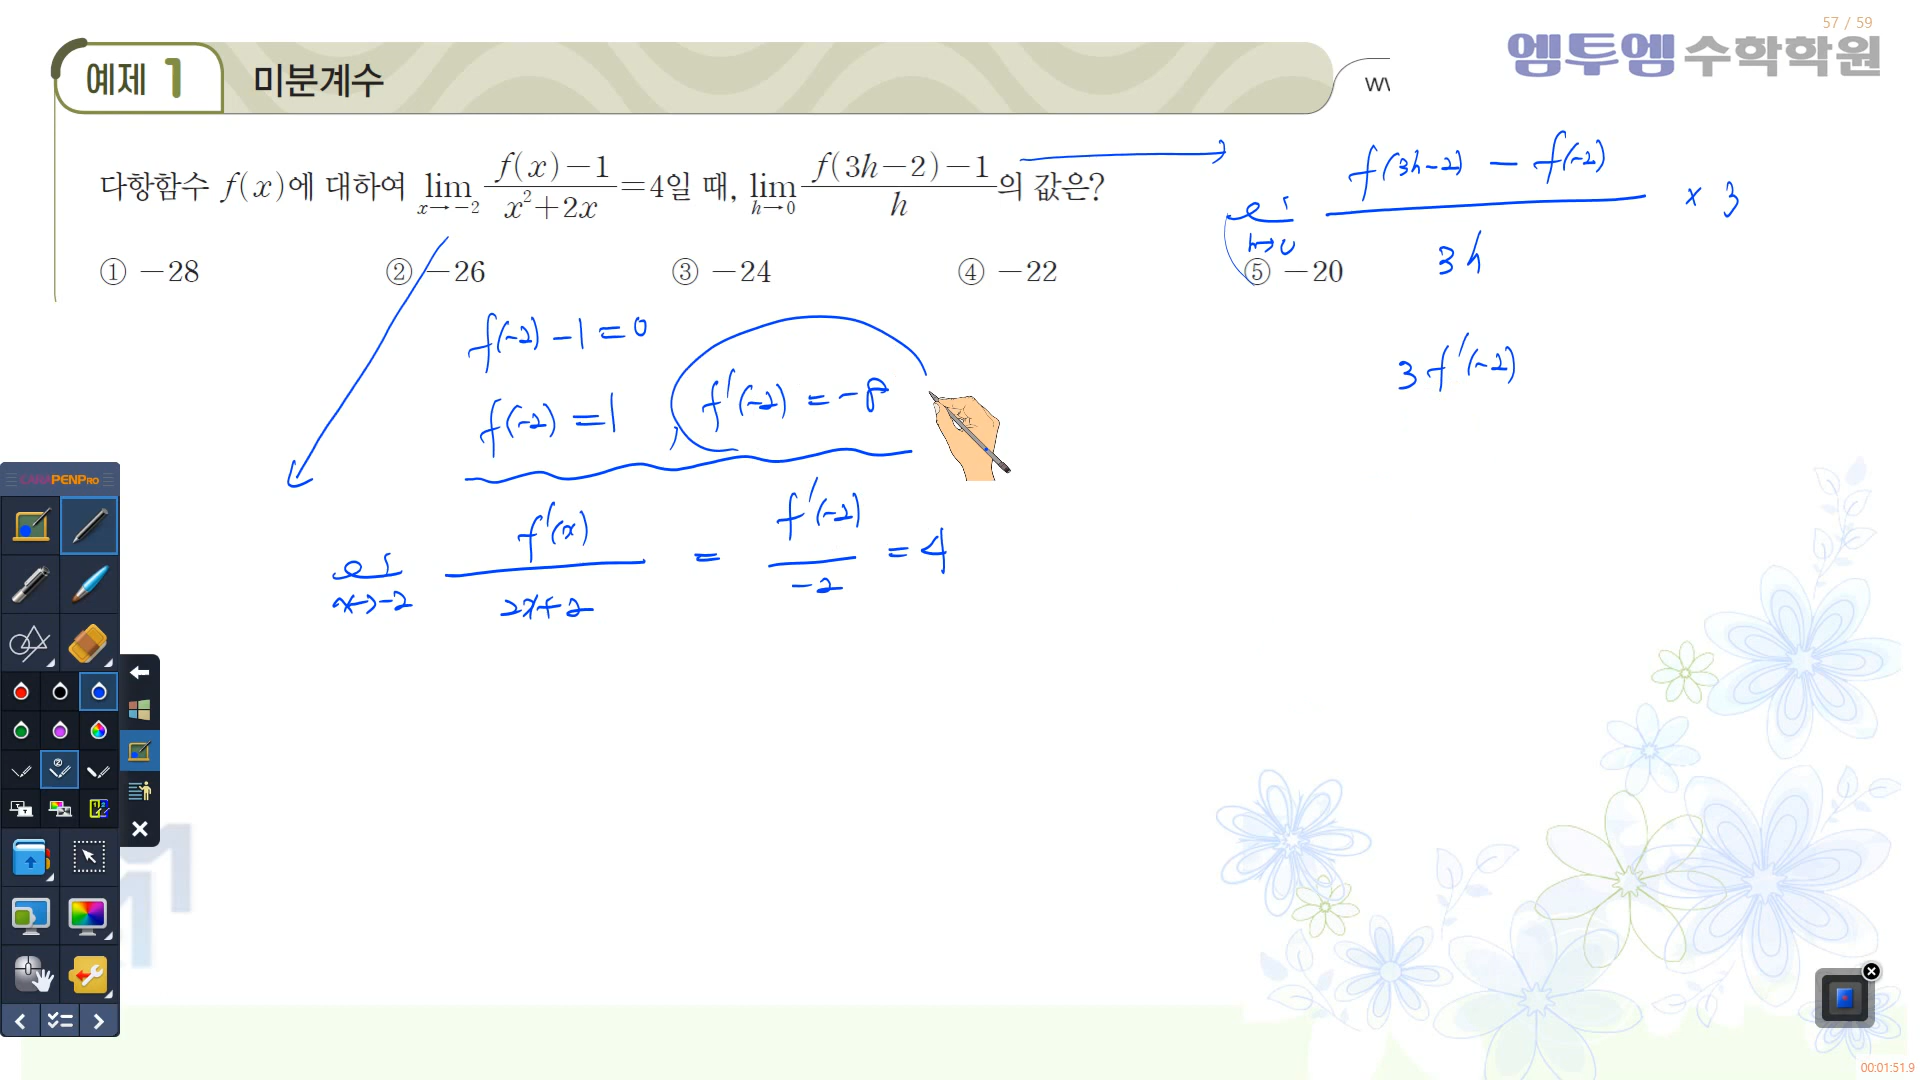 57 / 59
엠투엠 수학학원
예제 1 미분계수
다항함수 f(x)에 대하여 lim_{x→-2} (f(x)-1)/(x²+2x) = 4일 때, lim_{h→0} (f(3h-2)-1)/h 의 값은?
① -28 ② -26 ③ -24 ④ -22 ⑤ -20
lim_{h→0} (f(3h-2) - f(-2))/(3h) × 3
3f'(-2)
f(-2) - 1 = 0
f(-2) = 1 , f'(-2) = -8
lim_{x→-2} f'(x)/(2x+2) = f'(-2)/(-2) = 4
PENPRO
00:01:51.9